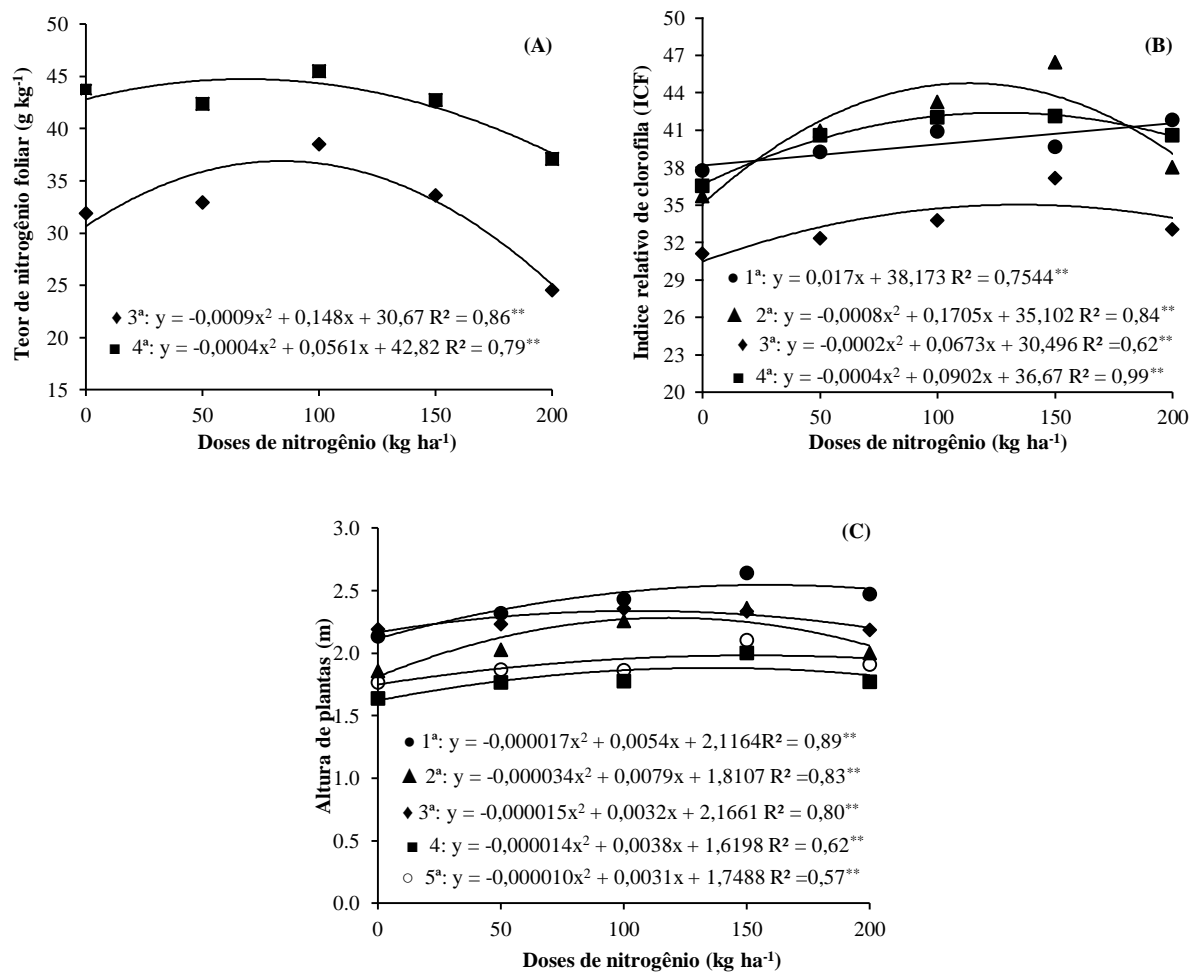 (A)
Teor de nitrogênio foliar (g kg-1)
50
45
40
35
30
25
20
15
3ª: y = -0,0009x2 + 0,148x + 30,67 R² = 0,86**
4ª: y = -0,0004x2 + 0,0561x + 42,82 R² = 0,79**
0 50 100 150 200
Doses de nitrogênio (kg ha-1)
(B)
Indice relativo de clorofila (ICF)
50
47
44
41
38
35
32
29
26
23
20
1ª: y = 0,017x + 38,173 R² = 0,7544**
2ª: y = -0,0008x2 + 0,1705x + 35,102 R² = 0,84**
3ª: y = -0,0002x2 + 0,0673x + 30,496 R² =0,62**
4ª: y = -0,0004x2 + 0,0902x + 36,67 R² = 0,99**
0 50 100 150 200
Doses de nitrogênio (kg ha-1)
(C)
Altura de plantas (m)
3.0
2.5
2.0
1.5
1.0
0.5
0.0
1ª: y = -0,000017x2 + 0,0054x + 2,1164R² = 0,89**
2ª: y = -0,000034x2 + 0,0079x + 1,8107 R² =0,83**
3ª: y = -0,000015x2 + 0,0032x + 2,1661 R² = 0,80**
4: y = -0,000014x2 + 0,0038x + 1,6198 R² = 0,62**
5ª: y = -0,000010x2 + 0,0031x + 1,7488 R² =0,57**
0 50 100 150 200
Doses de nitrogênio (kg ha-1)